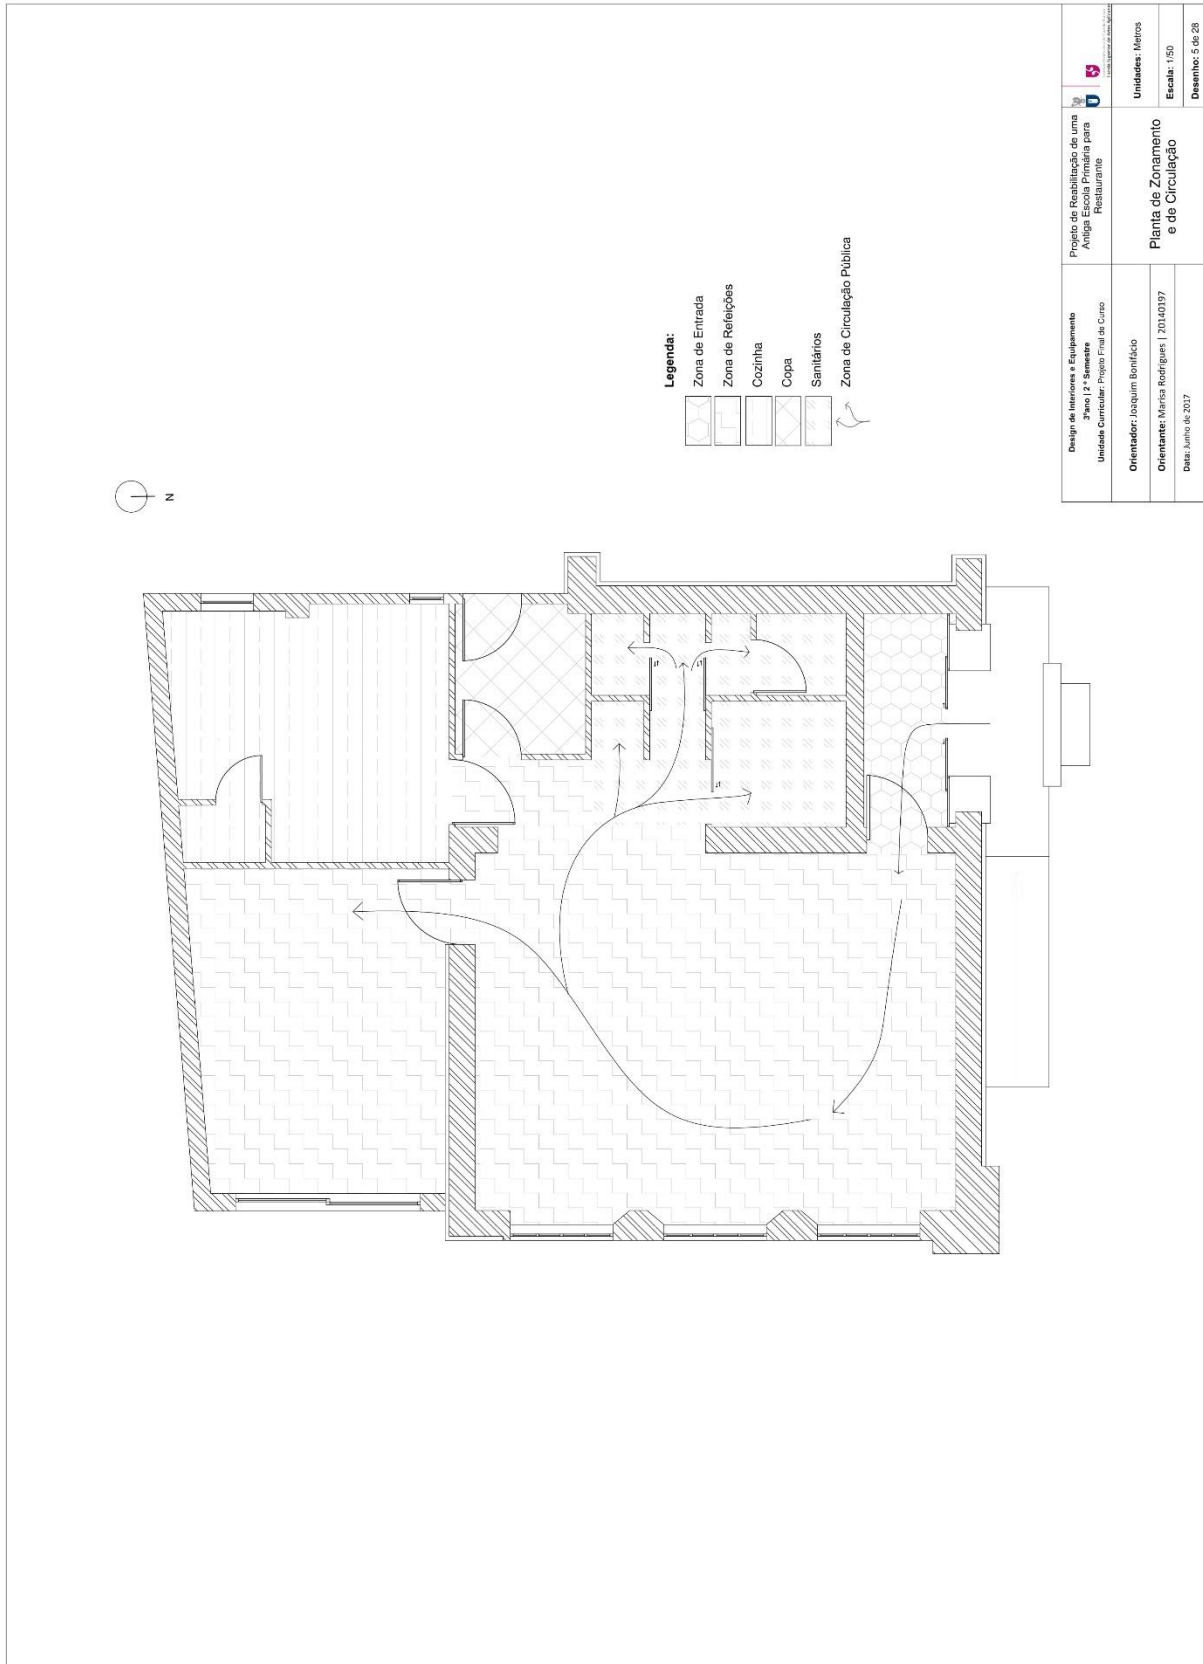 N
Legenda:
Zona de Entrada
Zona de Refeições
Cozinha
Copa
Sanitários
Zona de Circulação Pública
Design de Interiores e Equipamento
3ºano | 2 º Semestre
Unidade Curricular: Projeto Final de Curso
Projeto de Reabilitação de uma
Antiga Escola Primária para
Restaurante
Orientador: Joaquim Bonifácio
Orientante: Marisa Rodrigues | 20140197
Data: Junho de 2017
Planta de Zonamento
e de Circulação
Unidades: Metros
Escala: 1/50
Desenho: 5 de 28